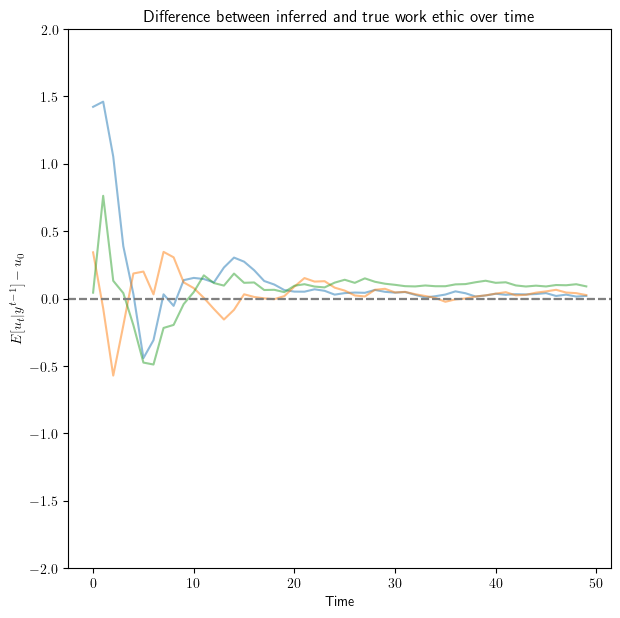 Difference between inferred and true work ethic over time
E[u_t|y^{t−1}] − u_0
2.0
1.5
1.0
0.5
0.0
−0.5
−1.0
−1.5
−2.0
0 10 20 30 40 50
Time